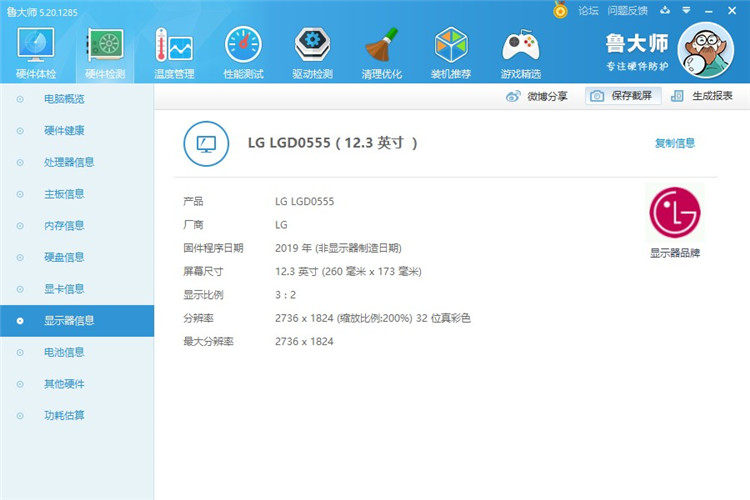 鲁大师 5.20.1285
论坛 问题反馈
硬件体检 硬件检测 温度管理 性能测试 驱动检测 清理优化 装机推荐 游戏精选
鲁大师
专注硬件防护
微博分享 保存截屏 生成报表
电脑概览
硬件健康
处理器信息
主板信息
内存信息
硬盘信息
显卡信息
显示器信息
电池信息
其他硬件
功耗估算
LG LGD0555 ( 12.3 英寸 )
复制信息
产品 LG LGD0555
厂商 LG
固件程序日期 2019 年 (非显示器制造日期)
屏幕尺寸 12.3 英寸 (260 毫米 x 173 毫米)
显示比例 3 : 2
分辨率 2736 x 1824 (缩放比例:200%) 32 位真彩色
最大分辨率 2736 x 1824
LG
显示器品牌